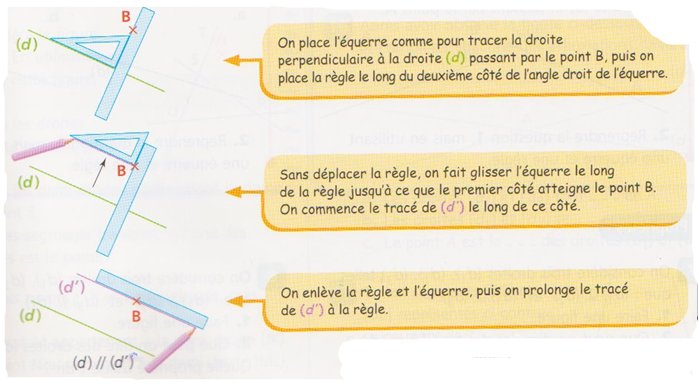 B
(d)
On place l'équerre comme pour tracer la droite
perpendiculaire à la droite (d) passant par le point B, puis on
place la règle le long du deuxième côté de l'angle droit de l'équerre.
B
(d)
Sans déplacer la règle, on fait glisser l'équerre le long
de la règle jusqu'à ce que le premier côté atteigne le point B.
On commence le tracé de (d') le long de ce côté.
(d')
B
(d)
(d) // (d')
On enlève la règle et l'équerre, puis on prolonge le tracé
de (d') à la règle.